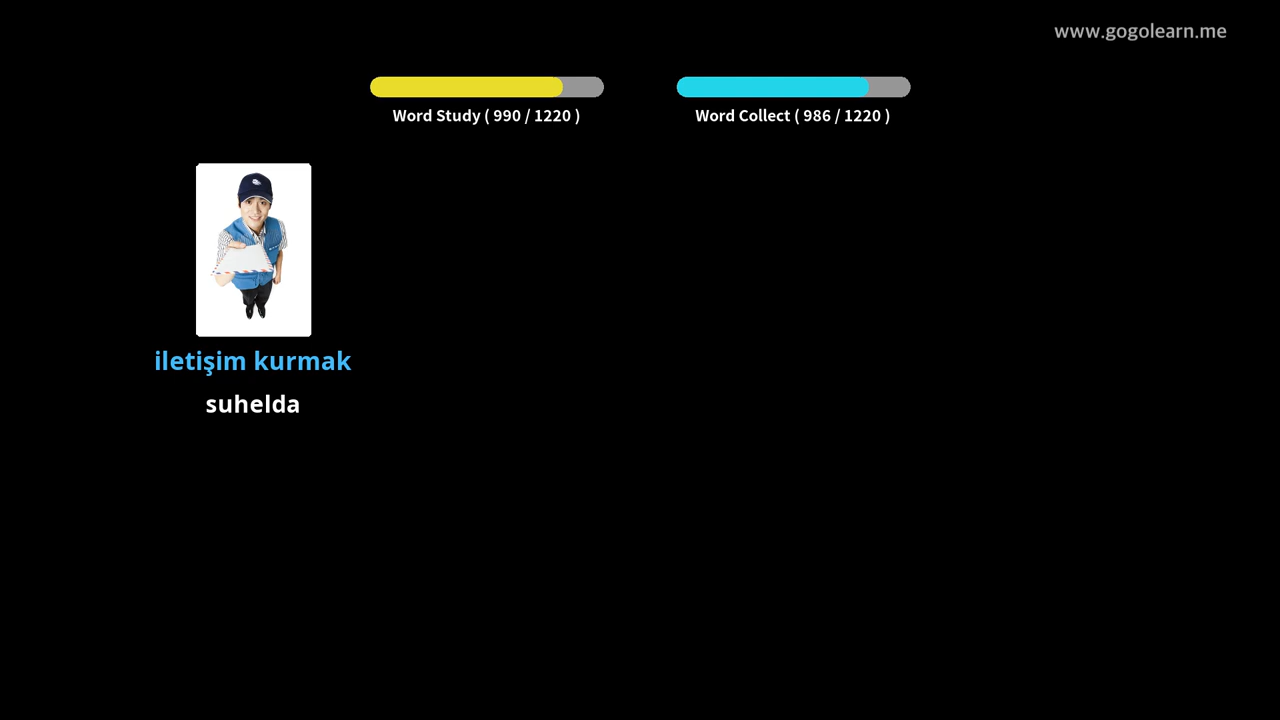 www.gogolearn.me
Word Study ( 990 / 1220 )
Word Collect ( 986 / 1220 )
iletişim kurmak
suhelda